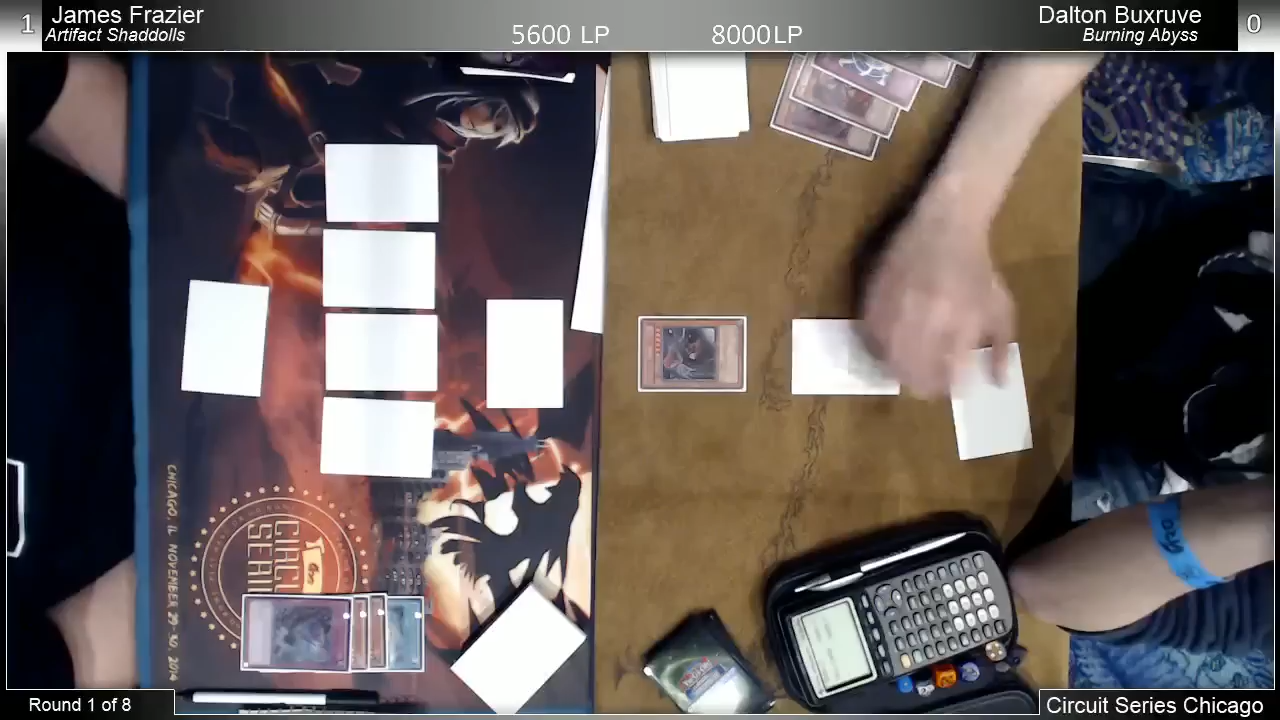 1
James Frazier
Artifact Shaddolls
5600 LP
8000LP
Dalton Buxruve
Burning Abyss
0
CHICAGO, IL NOVEMBER 29-30, 2014
Round 1 of 8
Circuit Series Chicago